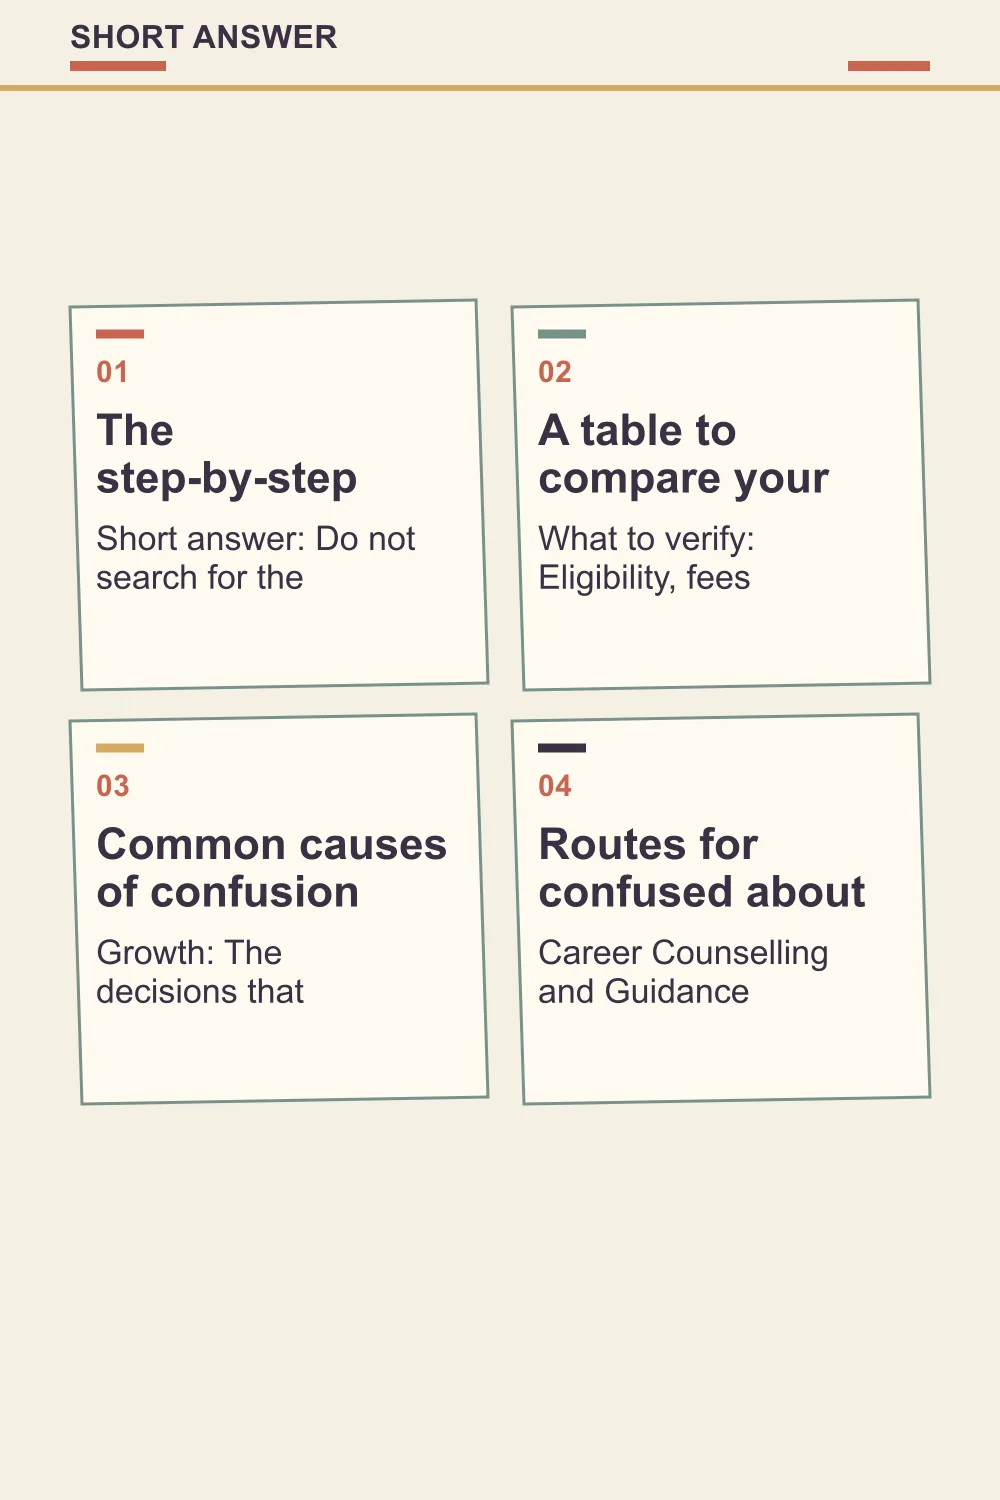 SHORT ANSWER
01
The
step-by-step
Short answer: Do not
search for the
02
A table to
compare your
What to verify:
Eligibility, fees
03
Common causes
of confusion
Growth: The
decisions that
04
Routes for
confused about
Career Counselling
and Guidance